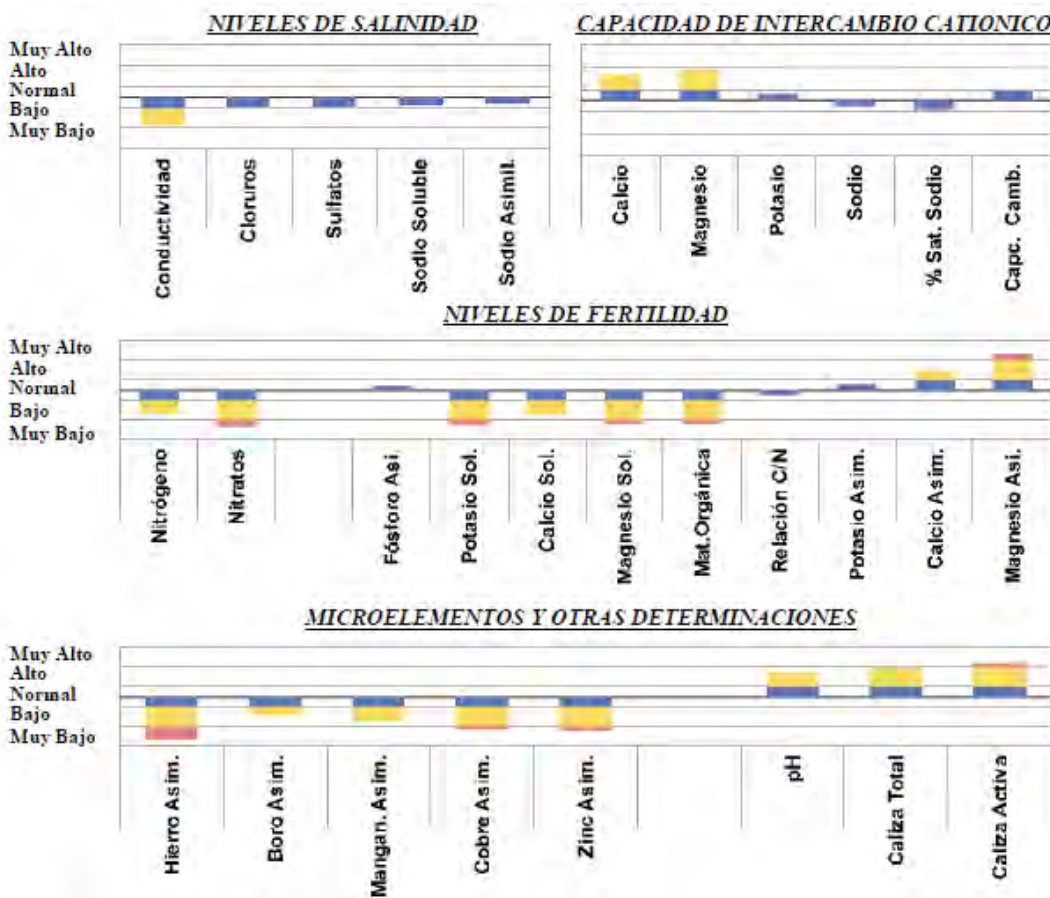 NIVELES DE SALINIDAD
Muy Alto
Alto
Normal
Bajo
Muy Bajo
Conductividad
Cloruros
Sulfatos
Sodio Soluble
Sodio Asimil.
CAPACIDAD DE INTERCAMBIO CATIONICO
Calcio
Magnesio
Potasio
Sodio
% Sat. Sodio
Capc. Camb.
NIVELES DE FERTILIDAD
Muy Alto
Alto
Normal
Bajo
Muy Bajo
Nitrógeno
Nitratos
Fósforo Asi.
Potasio Sol.
Calcio Sol.
Magnesio Sol.
Mat.Orgánica
Relación C/N
Potasio Asim.
Calcio Asim.
Magnesio Asi.
MICROELEMENTOS Y OTRAS DETERMINACIONES
Muy Alto
Alto
Normal
Bajo
Muy Bajo
Hierro Asim.
Boro Asim.
Mangan. Asim.
Cobre Asim.
Zinc Asim.
pH
Caliza Total
Caliza Activa